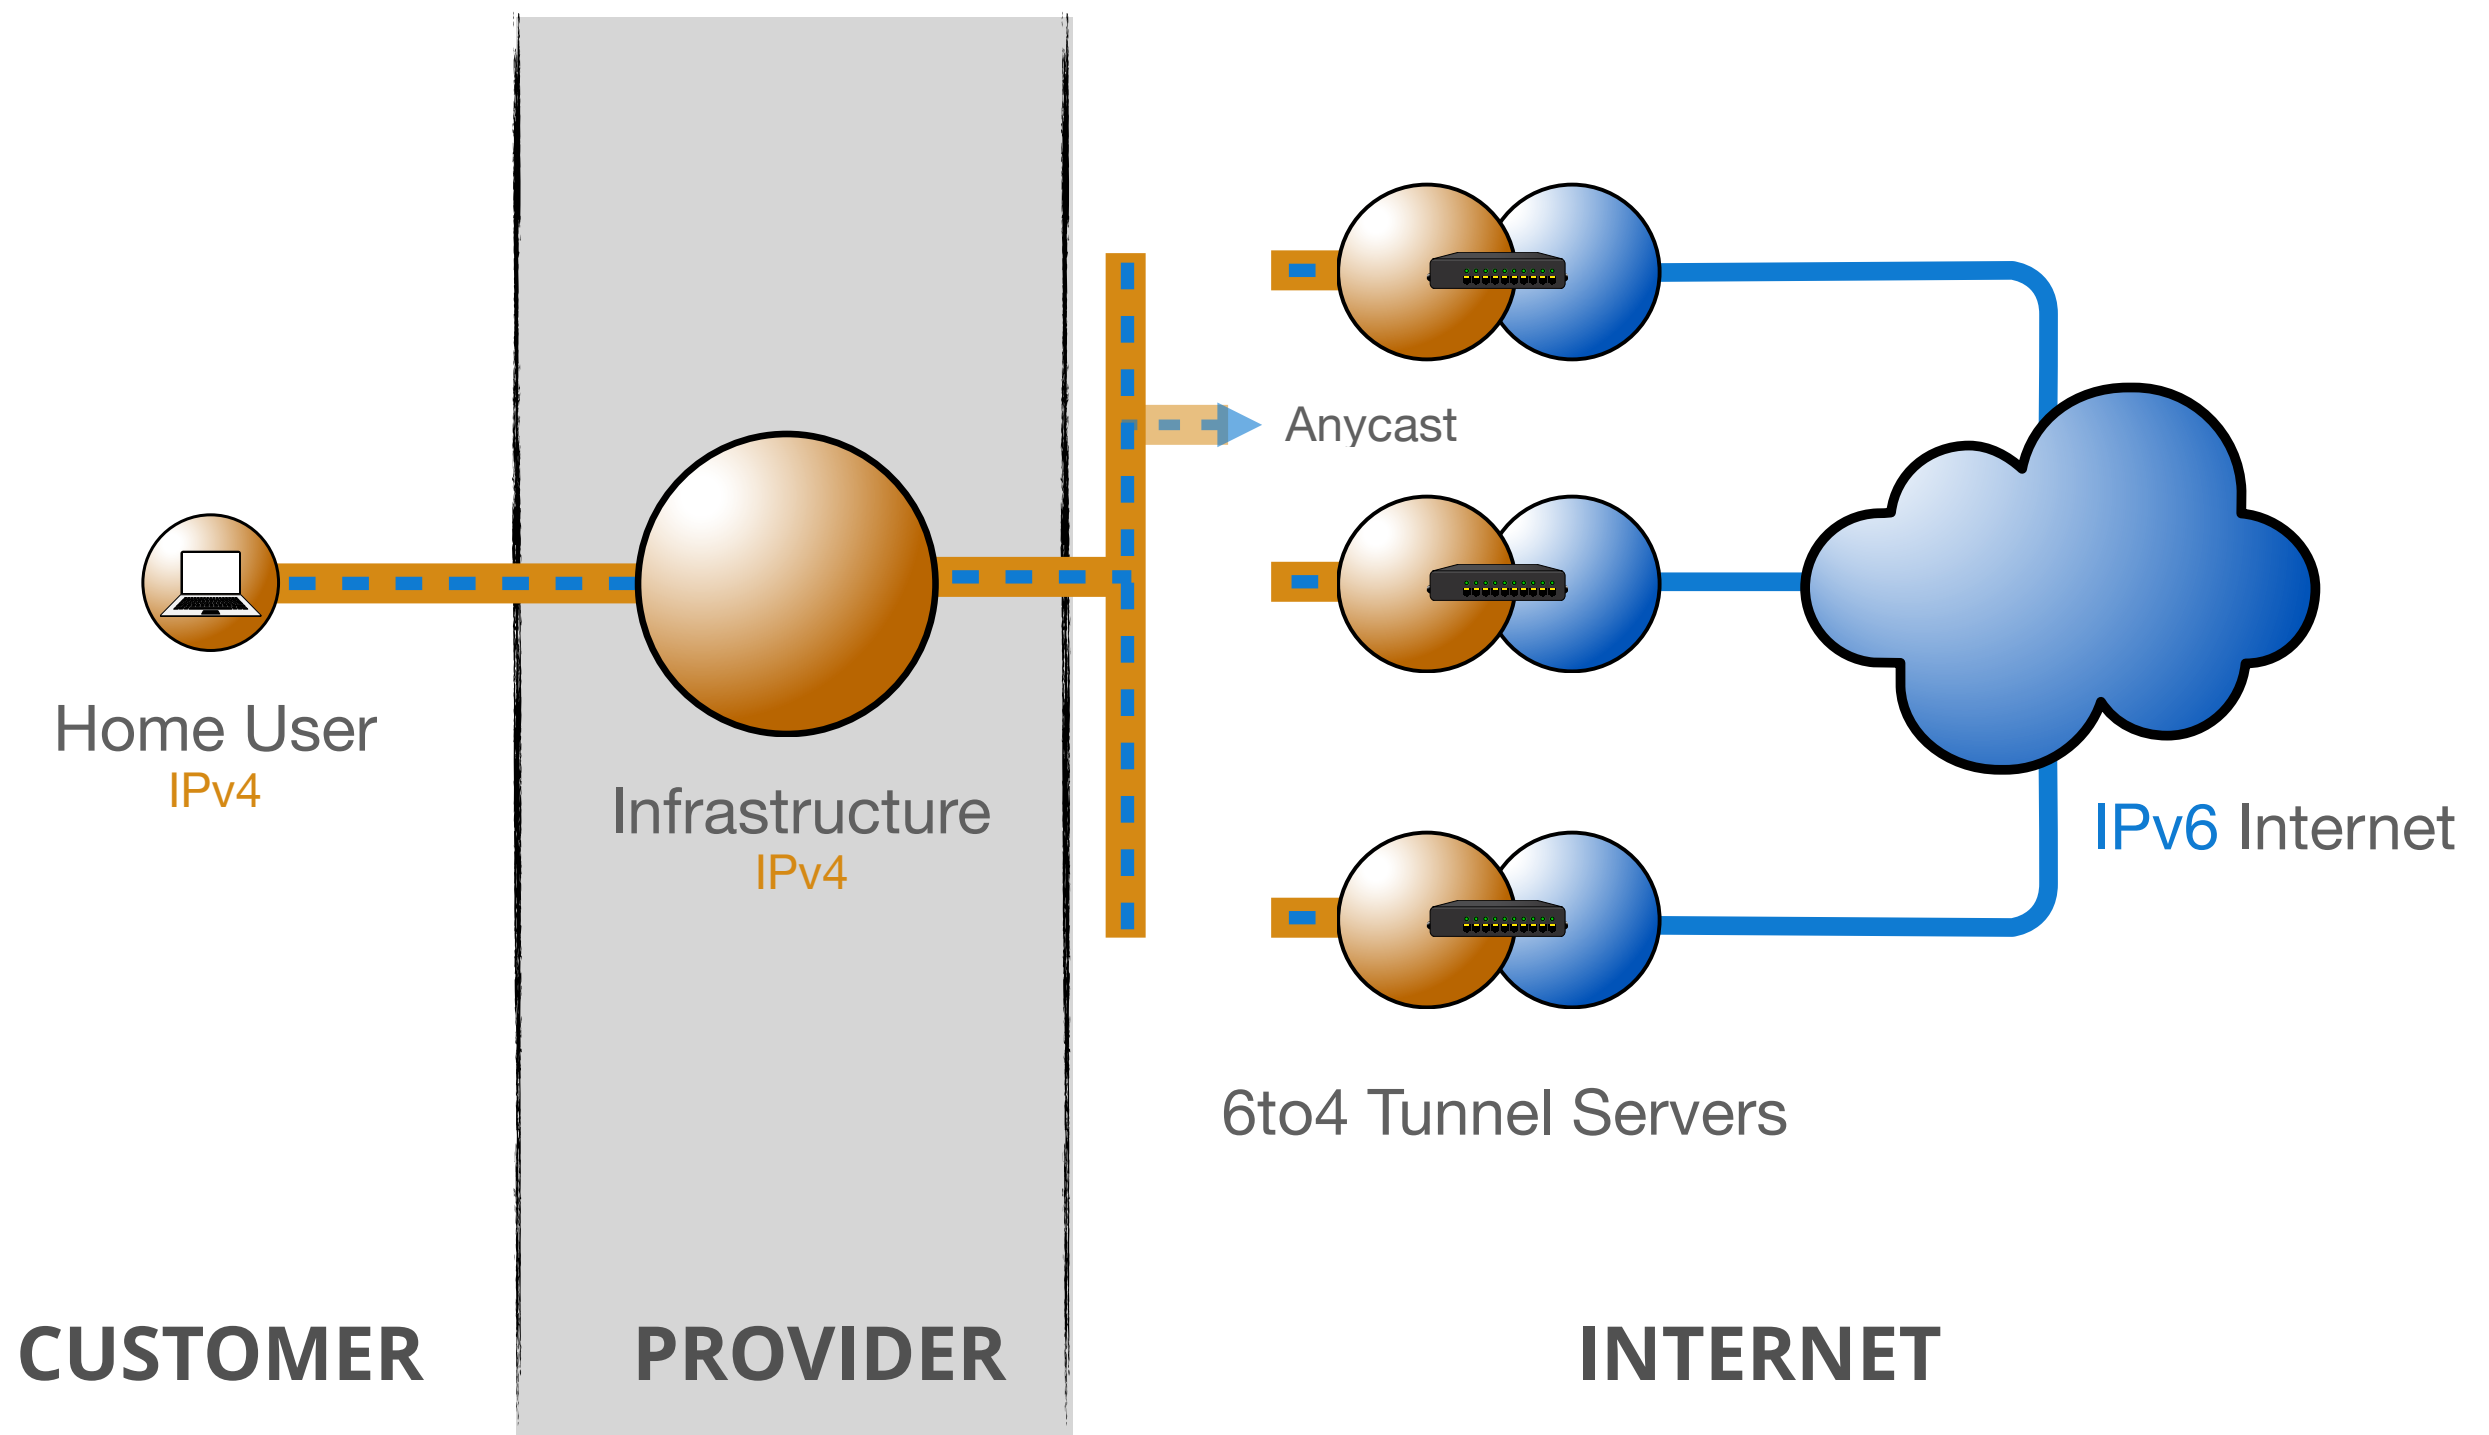 Anycast
Home User
IPv4
Infrastructure
IPv4
IPv6 Internet
6to4 Tunnel Servers
CUSTOMER
PROVIDER
INTERNET